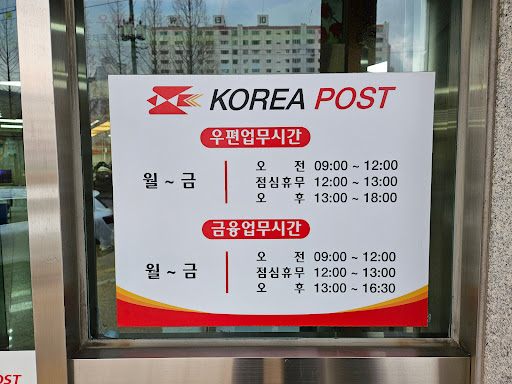 KOREA POST
우편업무시간
월 ~ 금
오 전 09:00 ~ 12:00
점심휴무 12:00 ~ 13:00
오 후 13:00 ~ 18:00
금융업무시간
월 ~ 금
오 전 09:00 ~ 12:00
점심휴무 12:00 ~ 13:00
오 후 13:00 ~ 16:30
OST